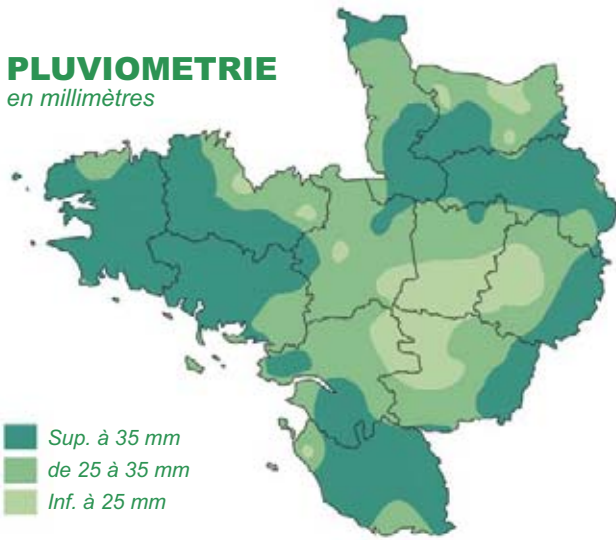 PLUVIOMETRIE
en millimètres
Sup. à 35 mm
de 25 à 35 mm
Inf. à 25 mm